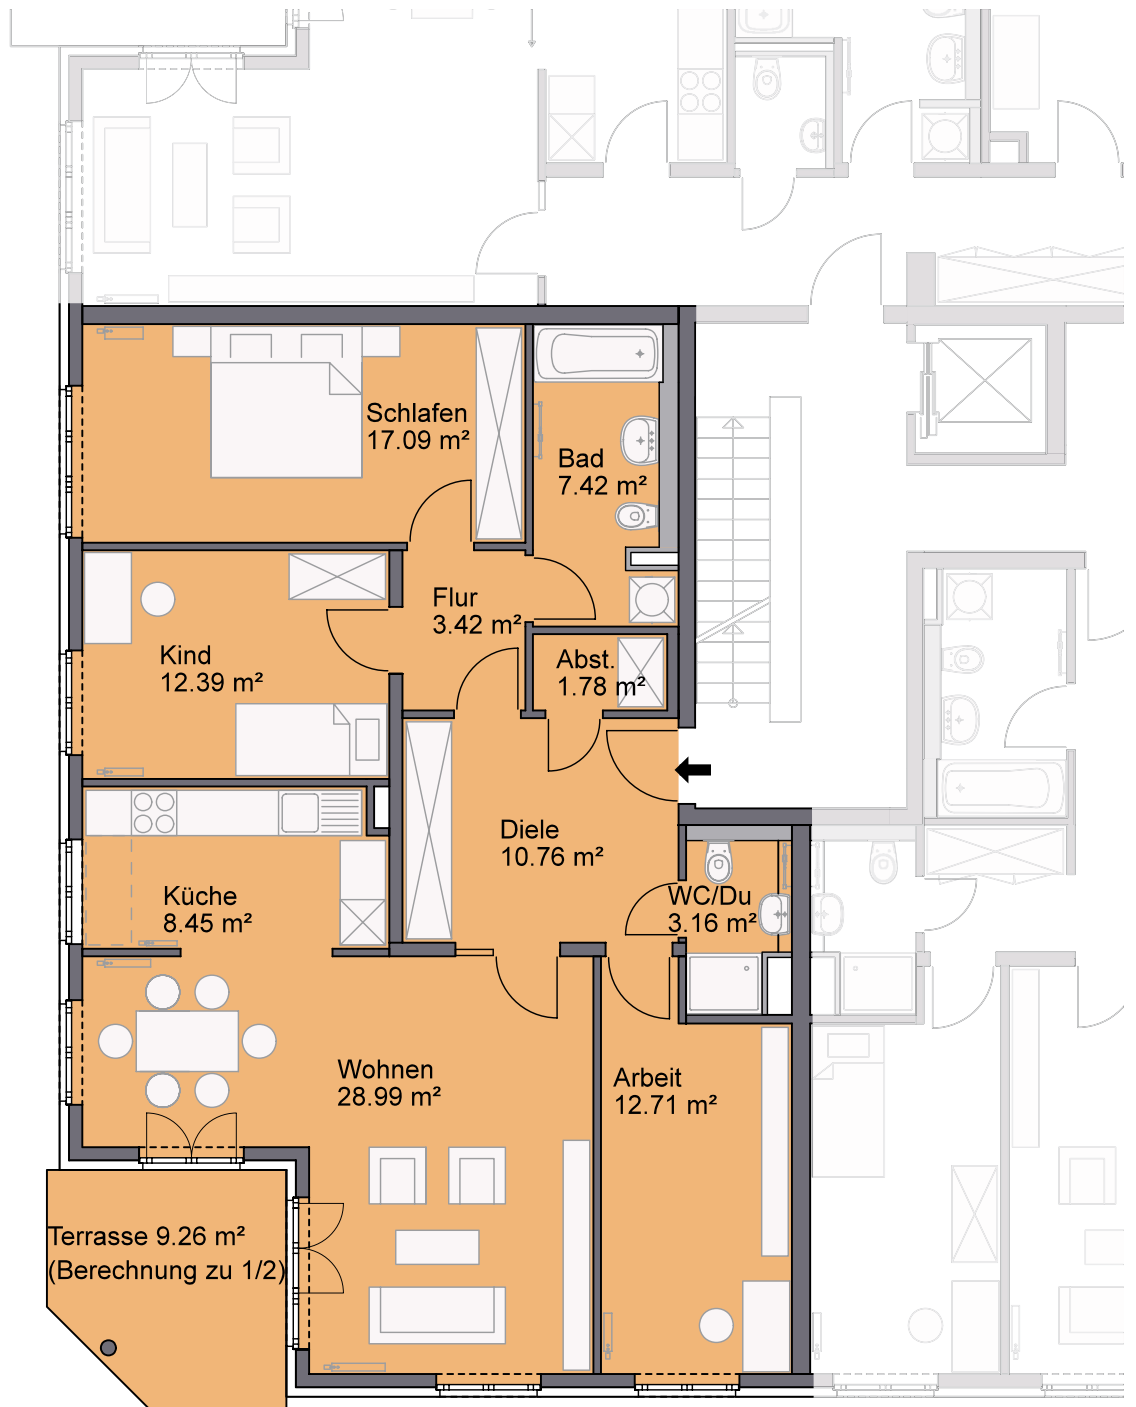 Schlafen
17.09 m²
Bad
7.42 m²
Flur
3.42 m²
Kind
12.39 m²
Abst.
1.78 m²
Diele
10.76 m²
Küche
8.45 m²
WC/Du
3.16 m²
Wohnen
28.99 m²
Arbeit
12.71 m²
Terrasse 9.26 m²
(Berechnung zu 1/2)